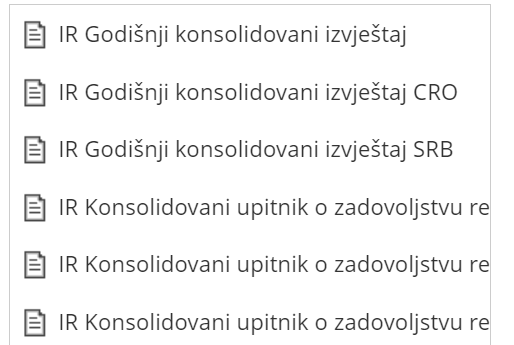 IR Godišnji konsolidovani izvještaj
IR Godišnji konsolidovani izvještaj CRO
IR Godišnji konsolidovani izvještaj SRB
IR Konsolidovani upitnik o zadovoljstvu re
IR Konsolidovani upitnik o zadovoljstvu re
IR Konsolidovani upitnik o zadovoljstvu re